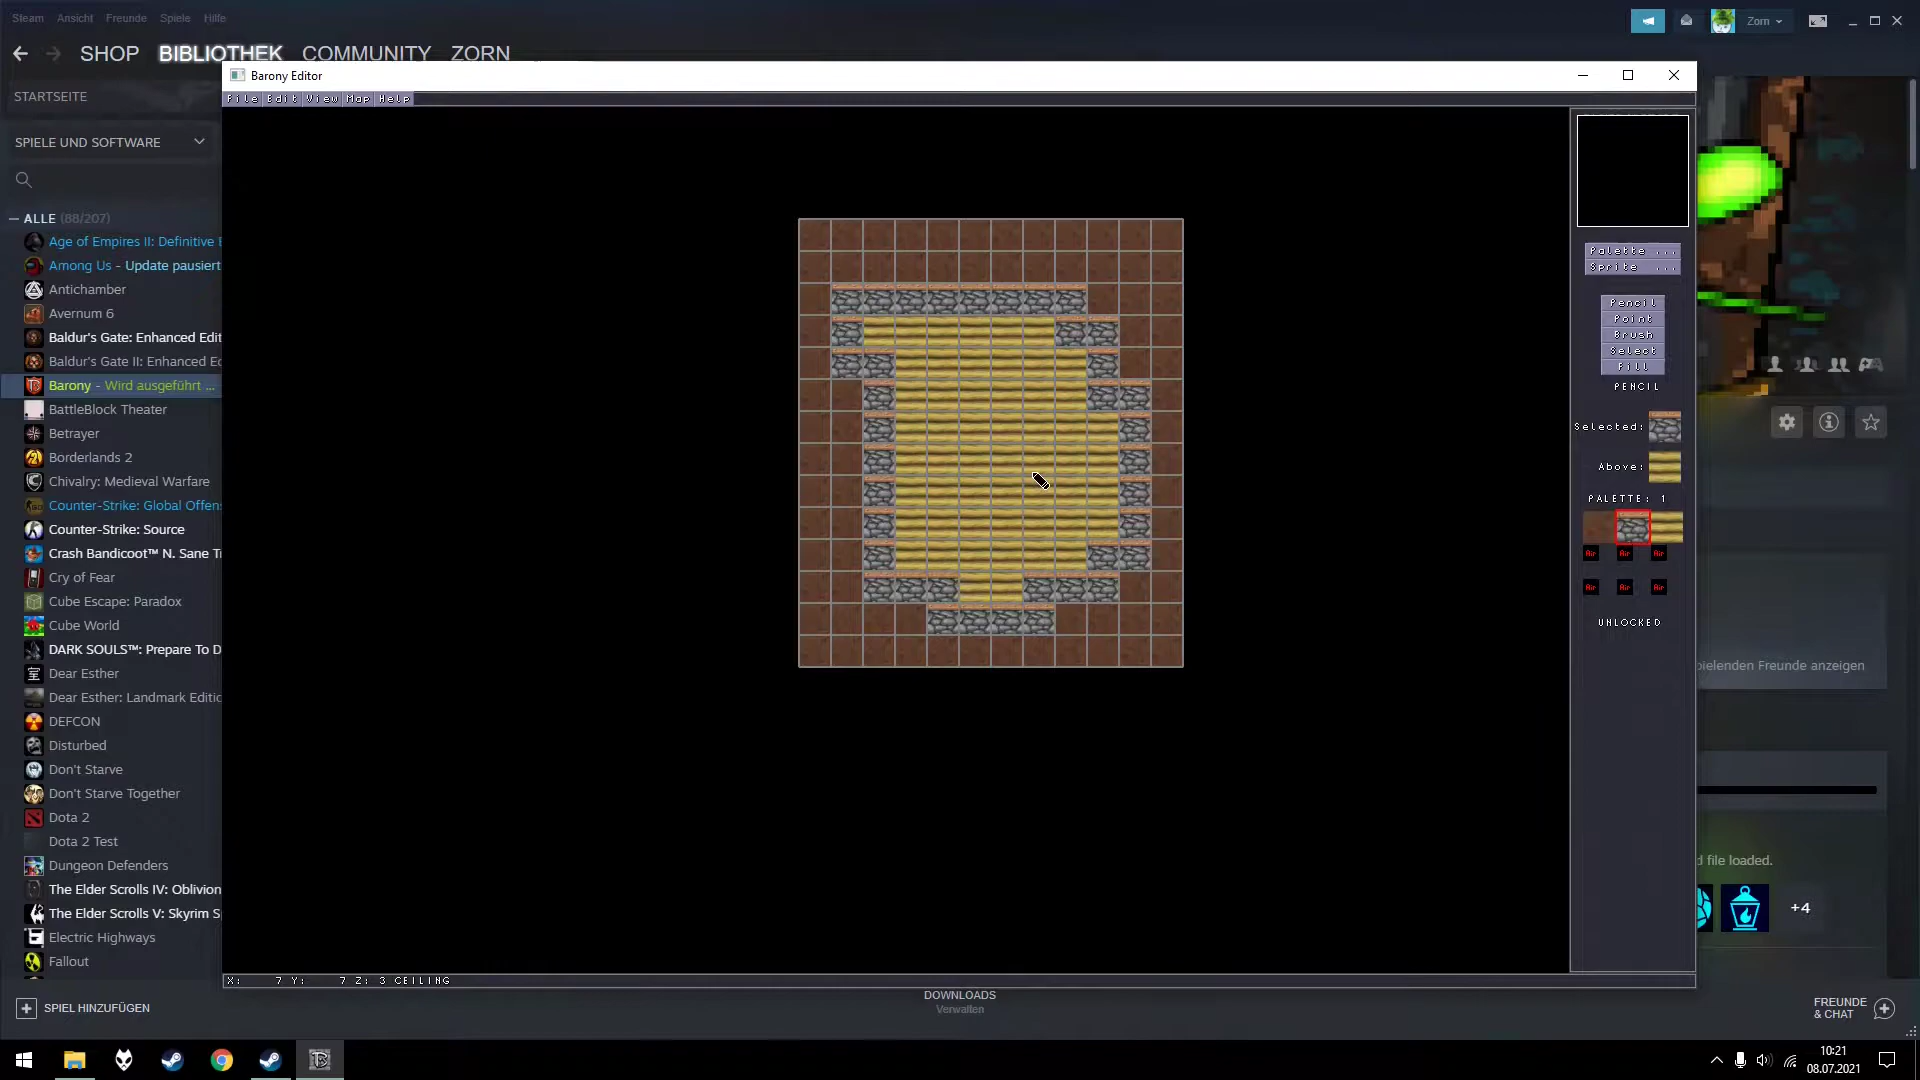 Steam Ansicht Freunde Spiele Hilfe
Zorn
SHOP BIBLIOTHEK COMMUNITY ZORN
Barony Editor
File Edit View Map Help
STARTSEITE
SPIELE UND SOFTWARE
ALLE (88/207)
Age of Empires II: Definitive E
Among Us - Update pausiert
Antichamber
Avernum 6
Baldur's Gate: Enhanced Edit
Baldur's Gate II: Enhanced Ed
Barony - Wird ausgeführt ...
BattleBlock Theater
Betrayer
Borderlands 2
Chivalry: Medieval Warfare
Counter-Strike: Global Offens
Counter-Strike: Source
Crash Bandicoot™ N. Sane Tr
Cry of Fear
Cube Escape: Paradox
Cube World
DARK SOULS™: Prepare To D
Dear Esther
Dear Esther: Landmark Editio
DEFCON
Disturbed
Don't Starve
Don't Starve Together
Dota 2
Dota 2 Test
Dungeon Defenders
The Elder Scrolls IV: Oblivion
The Elder Scrolls V: Skyrim S
Electric Highways
Fallout
Palette ...
Sprite ...
Pencil
Point
Brush
Select
Fill
PENCIL
Selected:
Above:
PALETTE: 1
Air Air Air
Air Air Air
UNLOCKED
pielenden Freunde anzeigen
d file loaded.
+4
X: 7 Y: 7 Z: 3 CEILING
SPIEL HINZUFÜGEN
DOWNLOADS
Verwalten
FREUNDE
& CHAT
10:21
08.07.2021